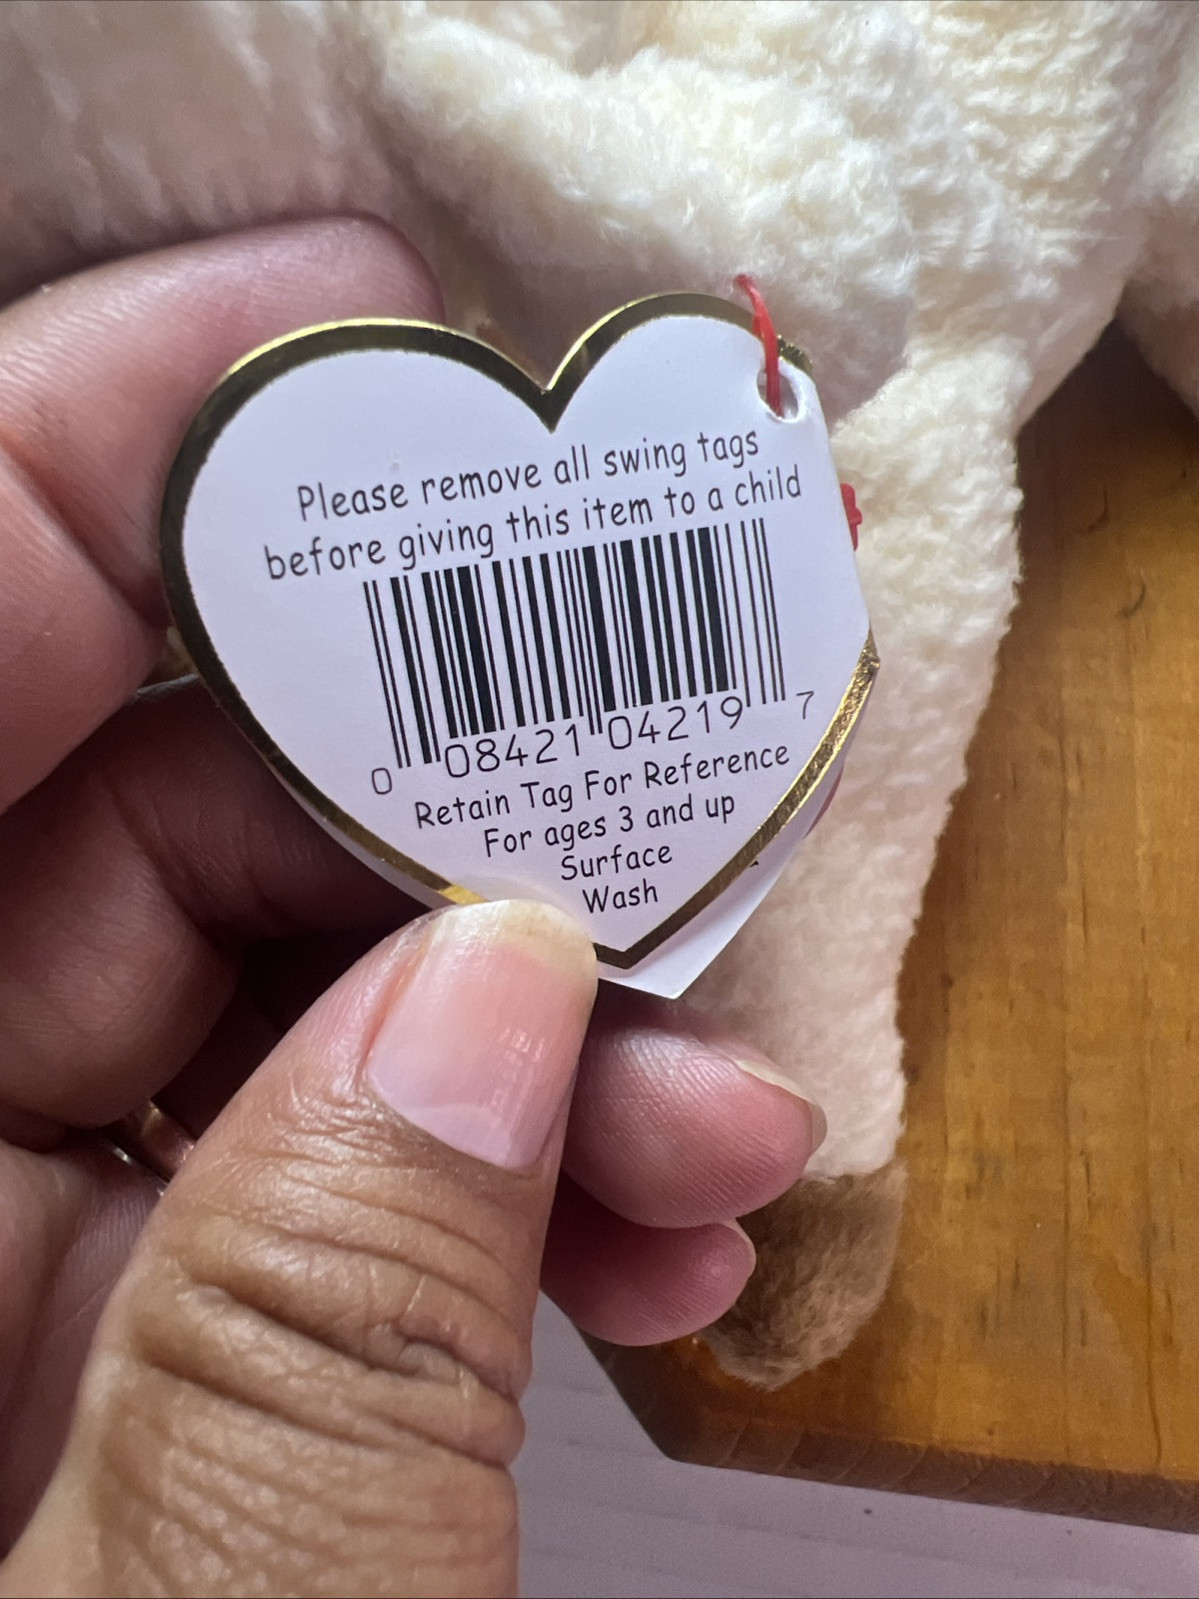 Please remove all swing tags
before giving this item to a child
0 08421 04219 7
Retain Tag For Reference
For ages 3 and up
Surface
Wash